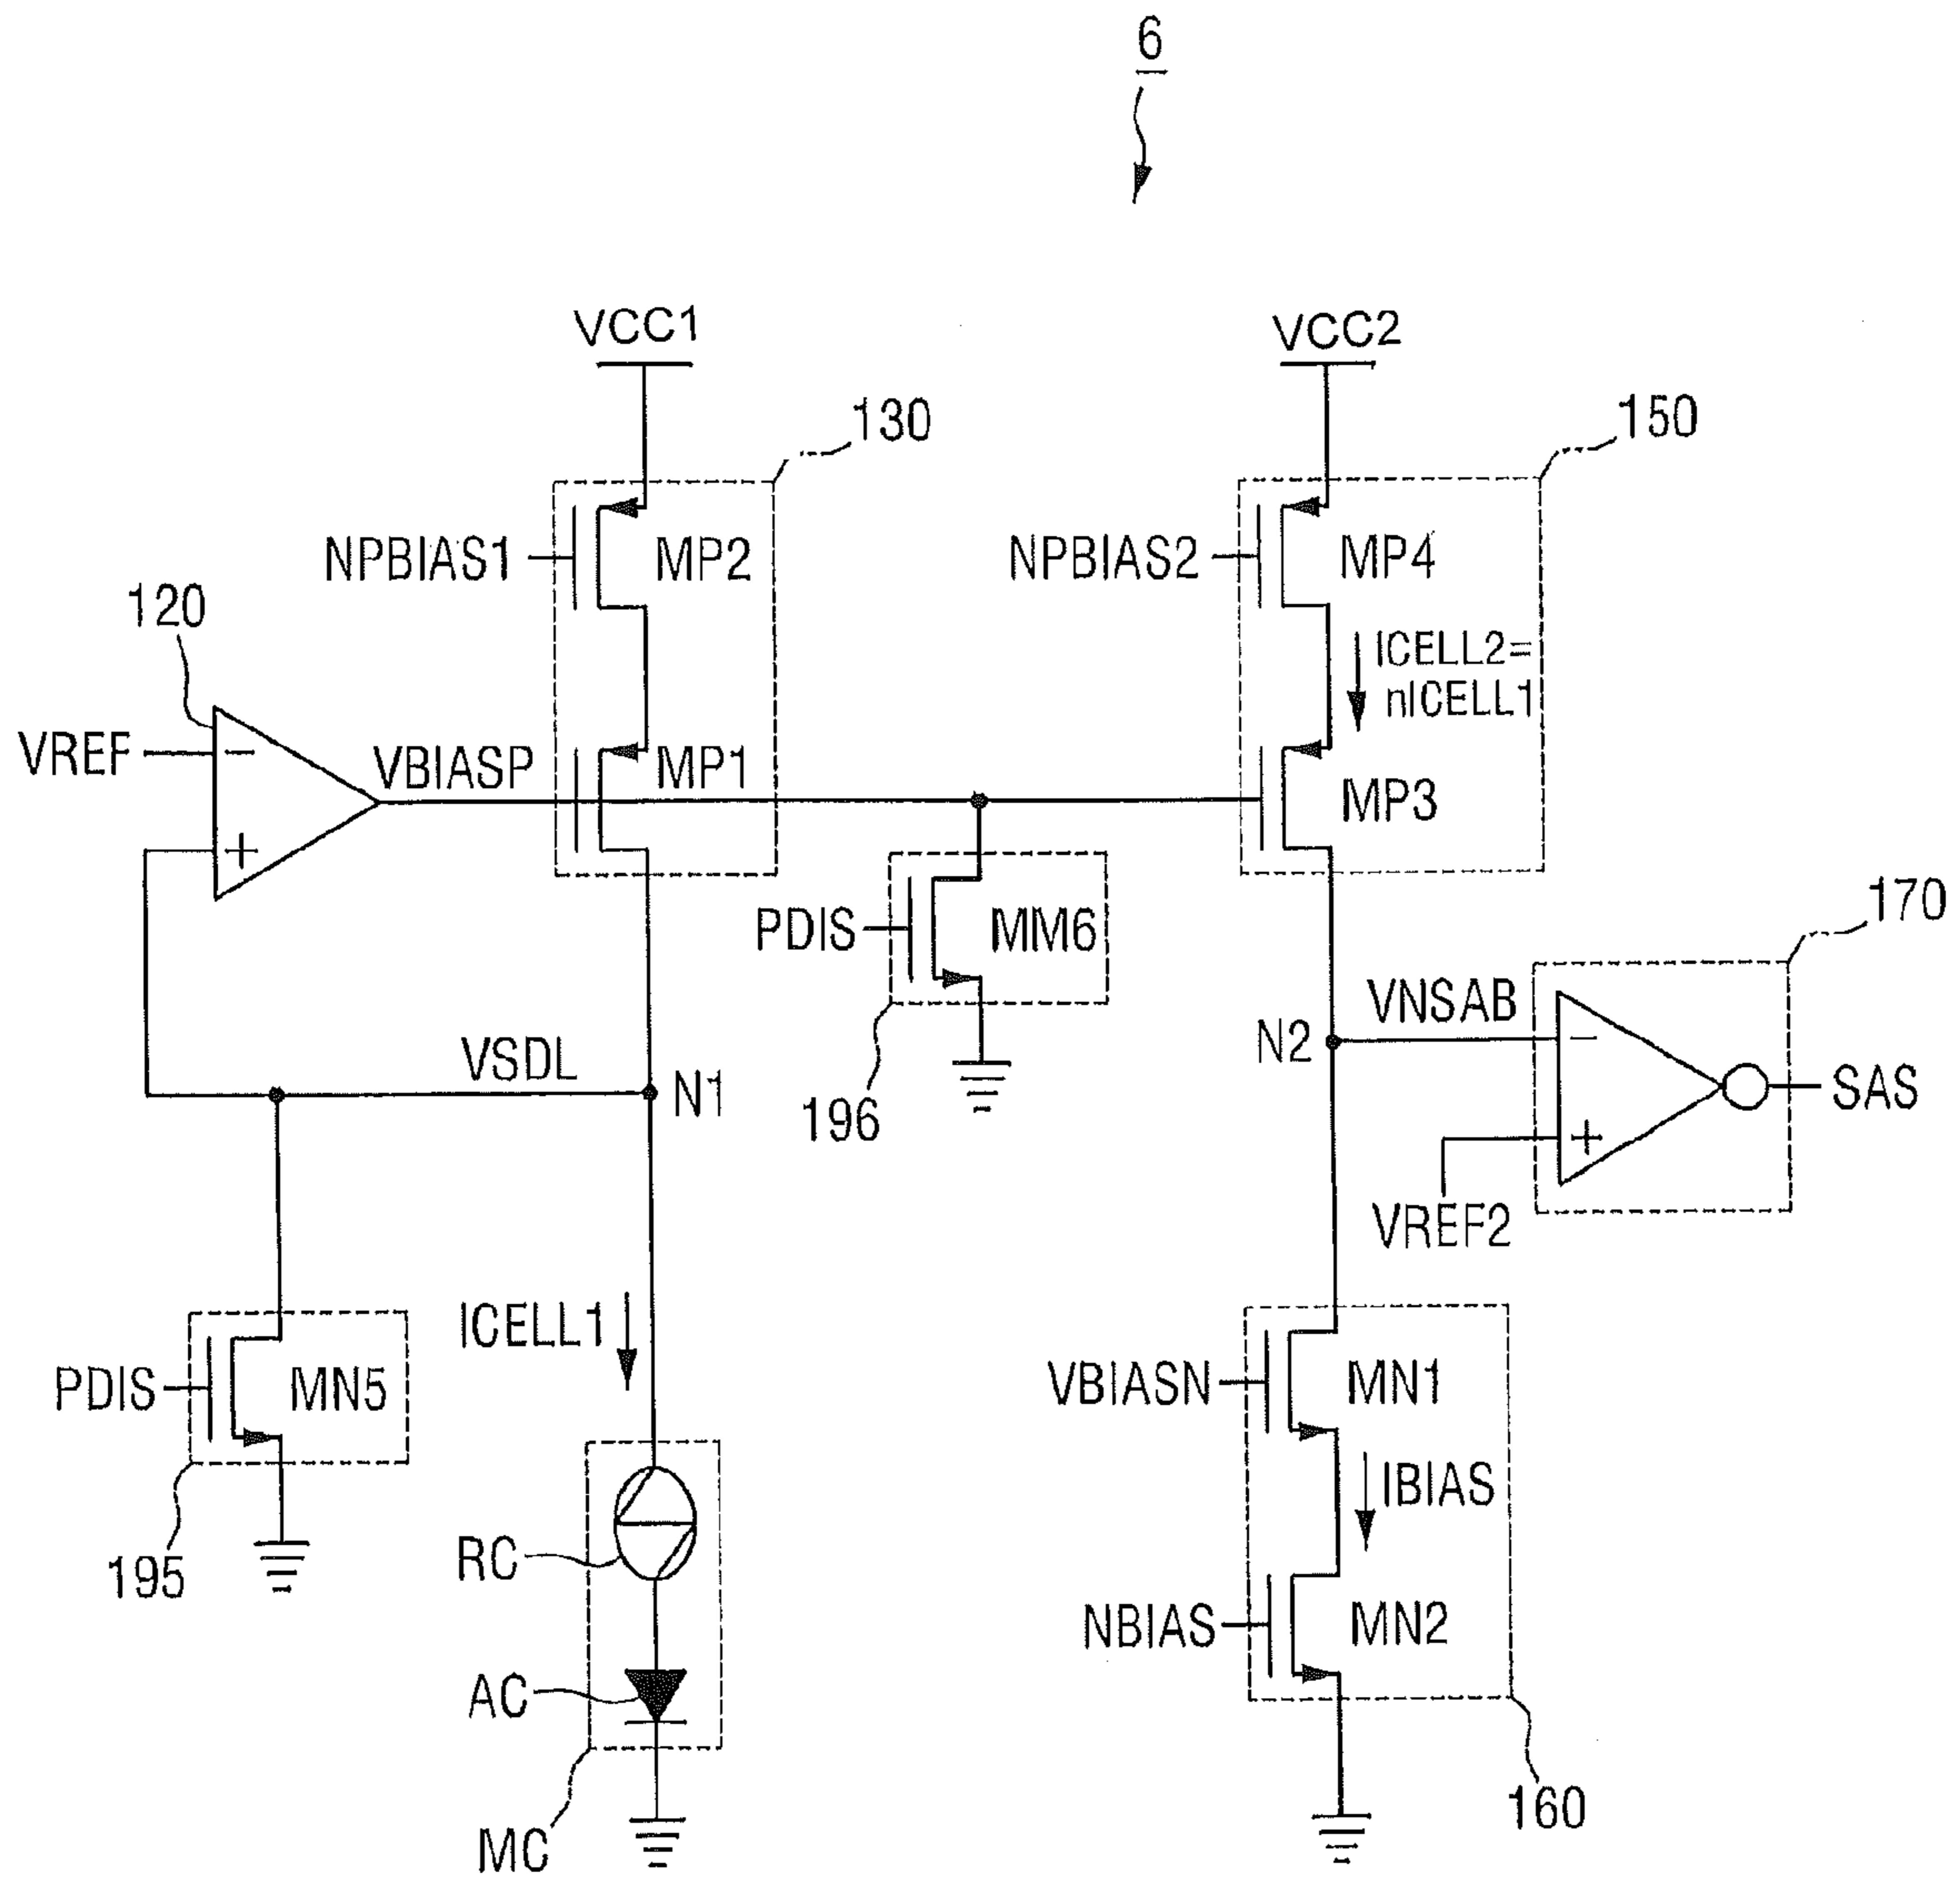 6
VCC1
VCC2
130
150
NPBIAS1
MP2
NPBIAS2
MP4
120
ICELL2=
nICELL1
VREF
−
VBIASP
MP1
MP3
+
PDIS
MM6
170
VNSAB
N2
−
VSDL
N1
196
SAS
+
VREF2
ICELL1
PDIS
MN5
VBIASN
MN1
IBIAS
RC
195
NBIAS
MN2
AC
160
MC